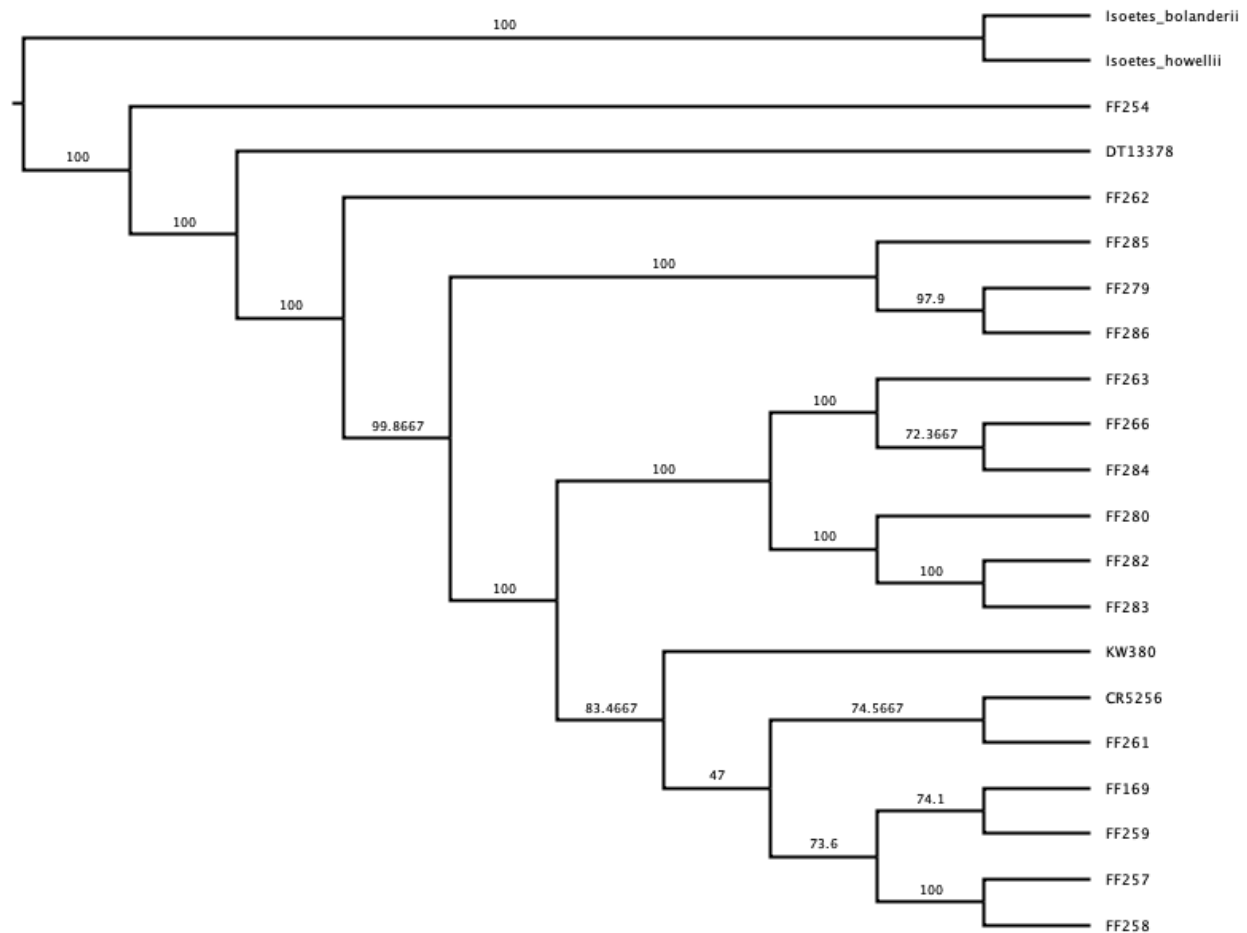 Isoetes_bolanderii
100
Isoetes_howellii
FF254
DT13378
100
FF262
100
FF285
100
FF279
97.9
100
FF286
FF263
100
FF266
99.8667
72.3667
FF284
100
FF280
100
FF282
100
FF283
100
KW380
CR5256
83.4667
74.5667
FF261
47
FF169
74.1
FF259
73.6
FF257
100
FF258